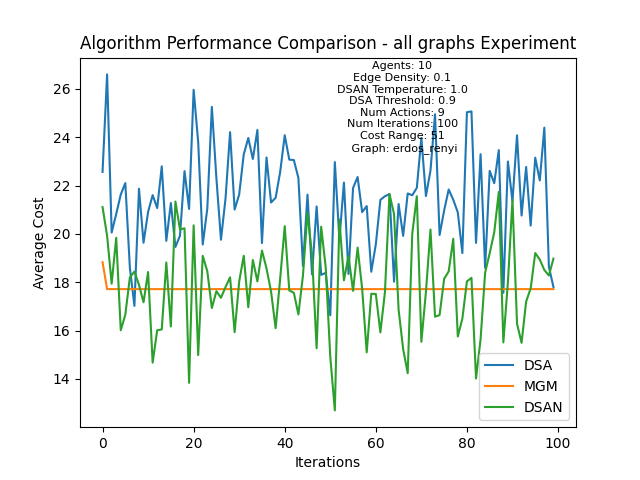 Algorithm Performance Comparison - all graphs Experiment
Agents: 10
Edge Density: 0.1
DSAN Temperature: 1.0
DSA Threshold: 0.9
Num Actions: 9
Num Iterations: 100
Cost Range: 51
Graph: erdos_renyi
Average Cost
26
24
22
20
18
16
14
DSA
MGM
DSAN
0
20
40
60
80
100
Iterations